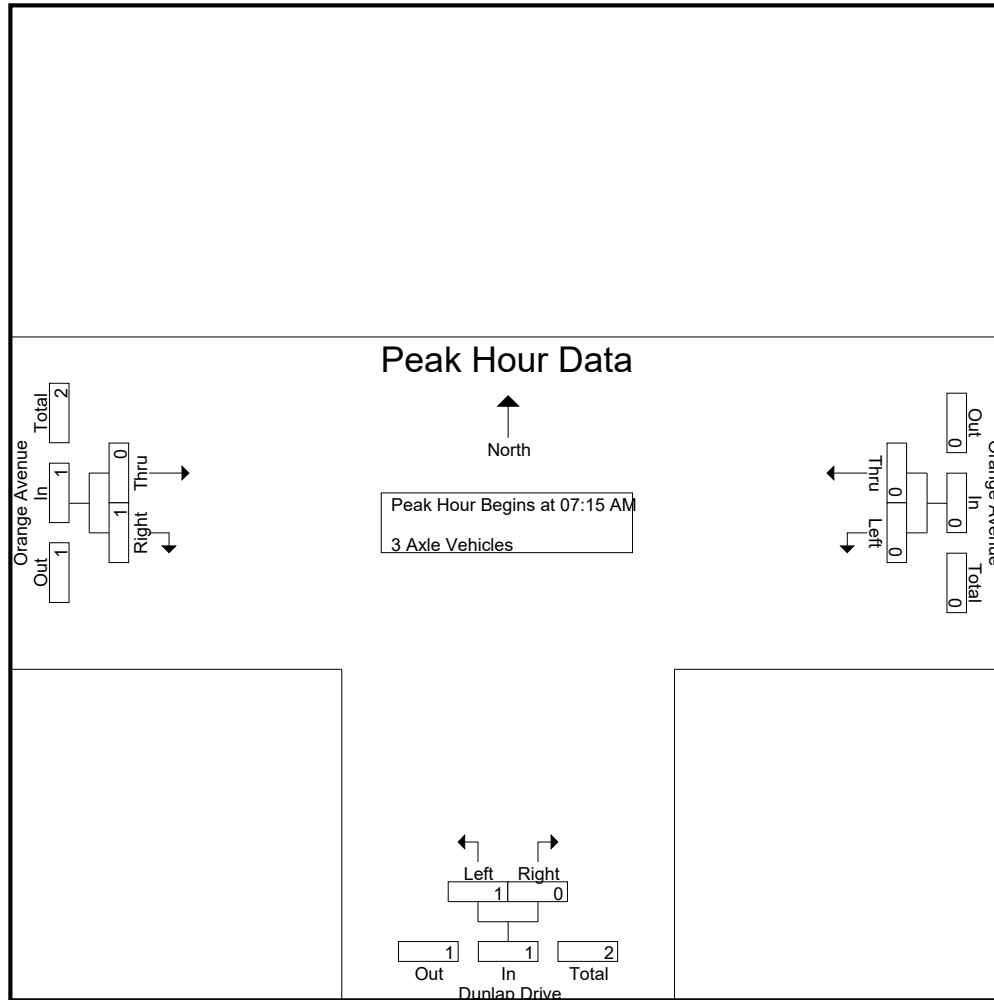 Peak Hour Data
North
Peak Hour Begins at 07:15 AM
3 Axle Vehicles
Orange Avenue
Total
2
In
1
Out
1
Thru
0
Right
1
Orange Avenue
Out
0
In
0
Total
0
Thru
0
Left
0
Left Right
1 0
1 1 2
Out In Total
Dunlap Drive